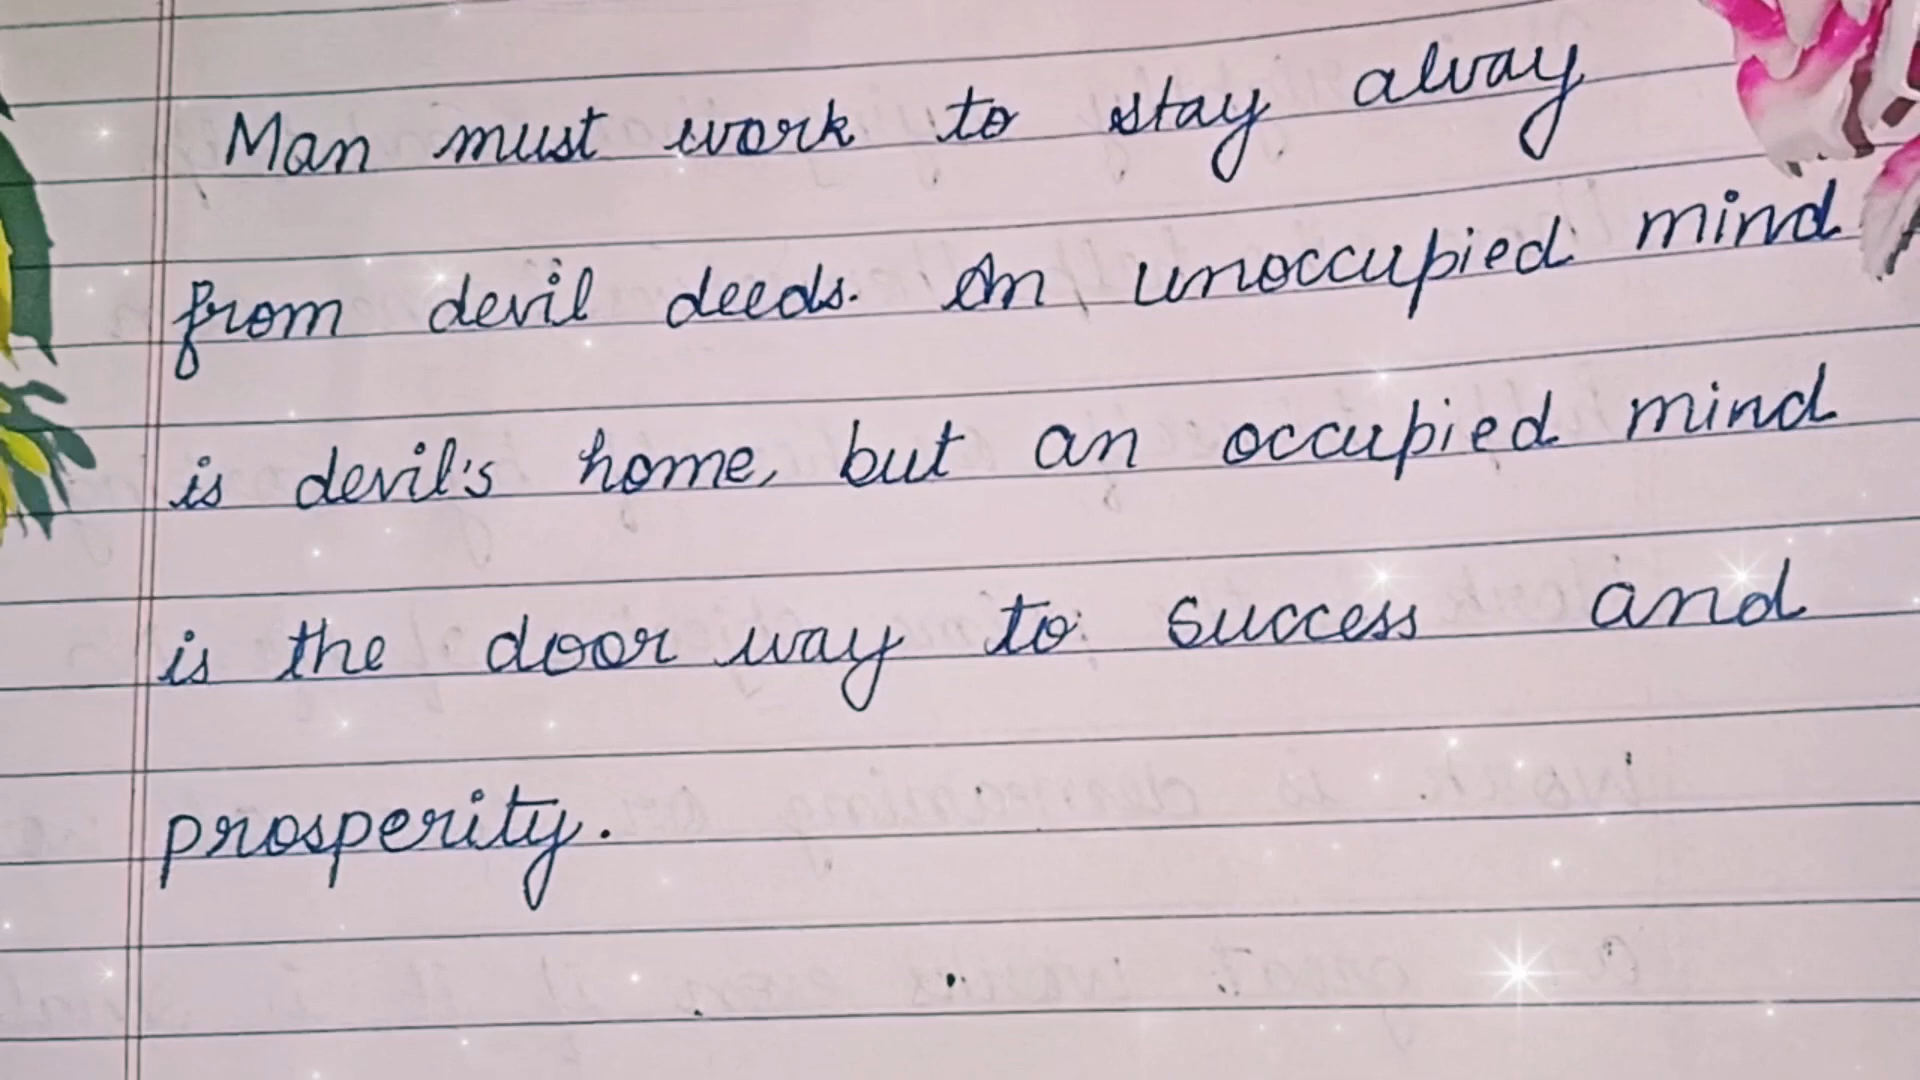 Man must work to stay alway
from devil deeds. An unoccupied mind
is devil's home, but an occupied mind
is the door way to success and
prosperity.